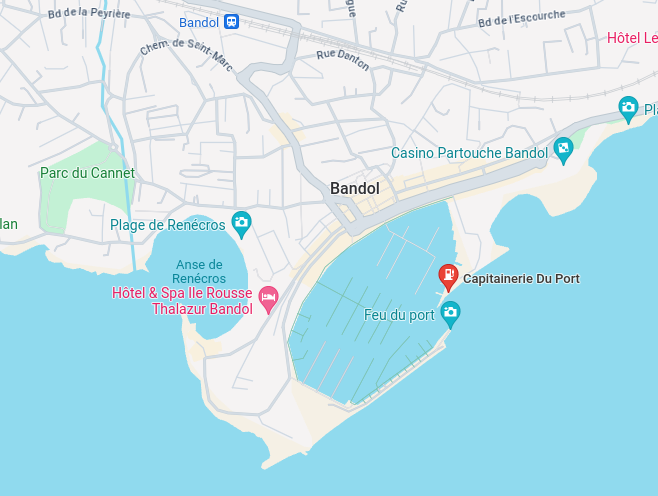 Bd de la Peyrière
Bandol
Bd de l'Escourche
Hôtel Le
Chem. de Saint-Marc
Rue Danton
Casino Partouche Bandol
Parc du Cannet
Bandol
lan
Plage de Renécros
Anse de
Renécros
Hôtel & Spa Ile Rousse
Thalazur Bandol
Capitainerie Du Port
Feu du port